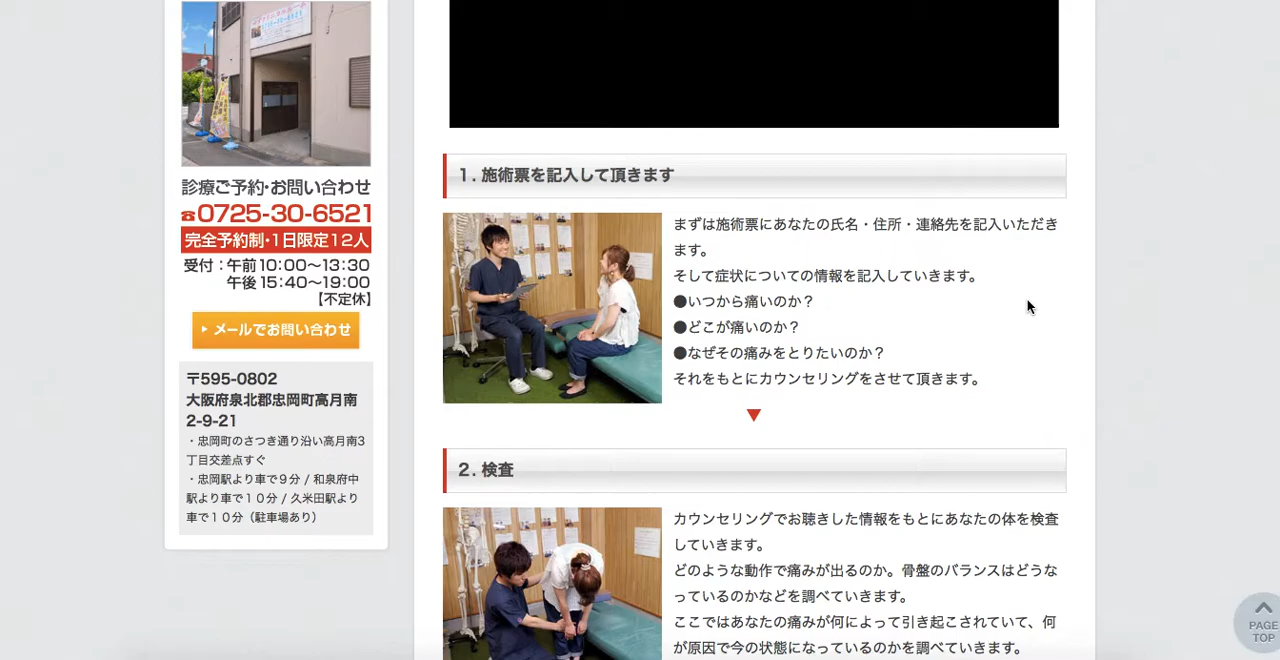 診療ご予約･お問い合わせ
☎0725-30-6521
完全予約制･1日限定12人
受付：午前10:00〜13:30
午後15:40〜19:00
【不定休】
メールでお問い合わせ
〒595-0802
大阪府泉北郡忠岡町高月南
2-9-21
・忠岡町のさつき通り沿い高月南3
丁目交差点すぐ
・忠岡駅より車で９分 / 和泉府中
駅より車で１０分 / 久米田駅より
車で１０分（駐車場あり）
１. 施術票を記入して頂きます
まずは施術票にあなたの氏名・住所・連絡先を記入いただき
ます。
そして症状についての情報を記入していきます。
●いつから痛いのか？
●どこが痛いのか？
●なぜその痛みをとりたいのか？
それをもとにカウンセリングをさせて頂きます。
２. 検査
カウンセリングでお聴きした情報をもとにあなたの体を検査
していきます。
どのような動作で痛みが出るのか。骨盤のバランスはどうな
っているのかなどを調べていきます。
ここではあなたの痛みが何によって引き起こされていて、何
が原因で今の状態になっているのかを調べていきます。
PAGE
TOP